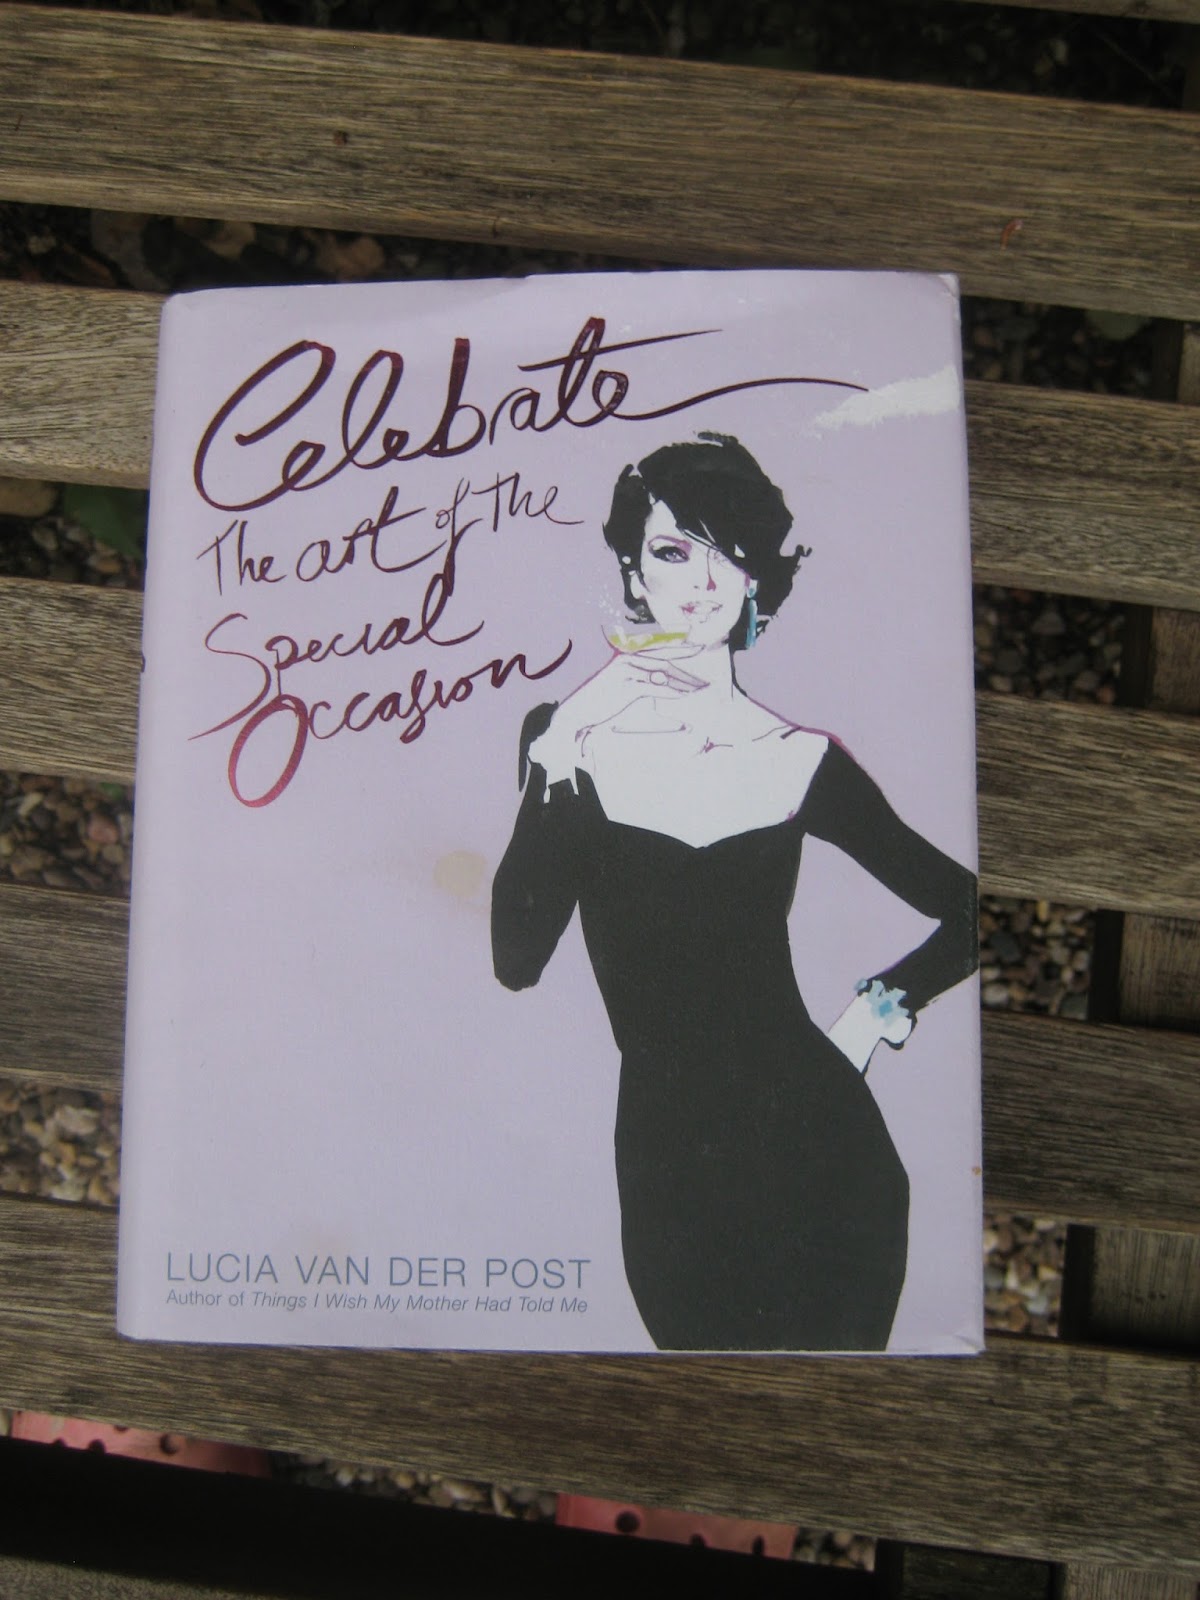 Celebrate
The art of the
Special
Occasion
LUCIA VAN DER POST
Author of Things I Wish My Mother Had Told Me